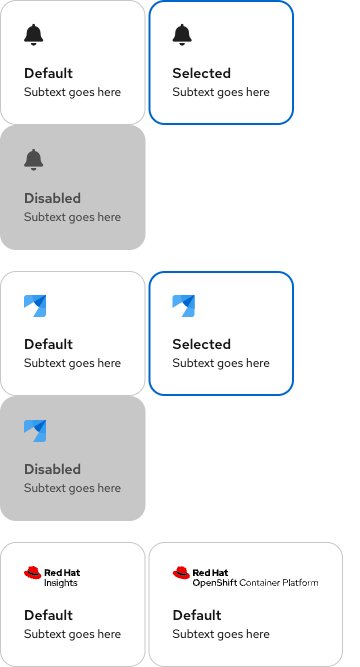 Default
Subtext goes here
Selected
Subtext goes here
Disabled
Subtext goes here
Default
Subtext goes here
Selected
Subtext goes here
Disabled
Subtext goes here
Red Hat
Insights
Default
Subtext goes here
Red Hat
OpenShift Container Platform
Default
Subtext goes here